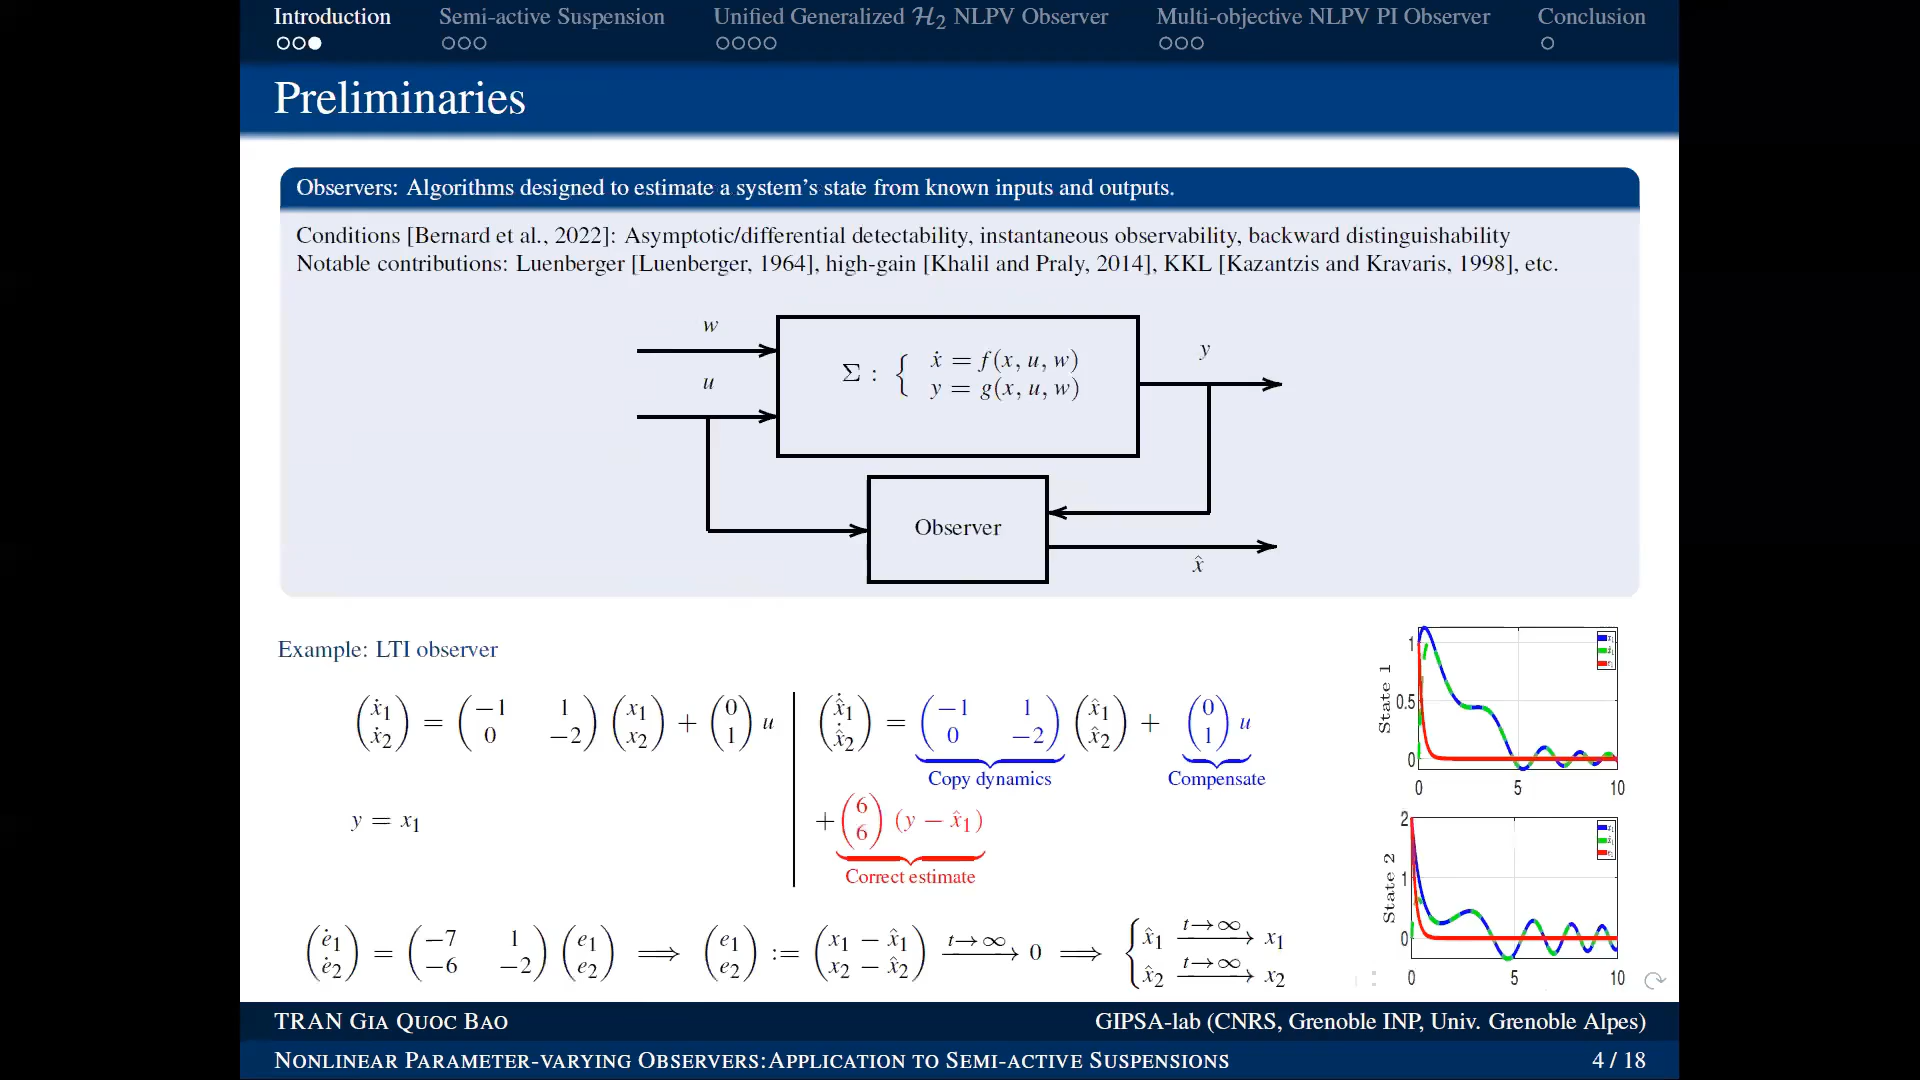 Introduction Semi-active Suspension Unified Generalized ℋ₂ NLPV Observer Multi-objective NLPV PI Observer Conclusion
Preliminaries
Observers: Algorithms designed to estimate a system's state from known inputs and outputs.
Conditions [Bernard et al., 2022]: Asymptotic/differential detectability, instantaneous observability, backward distinguishability
Notable contributions: Luenberger [Luenberger, 1964], high-gain [Khalil and Praly, 2014], KKL [Kazantzis and Kravaris, 1998], etc.
w
u
Σ : { ẋ = f(x, u, w)
y = g(x, u, w)
y
Observer
x̂
Example: LTI observer
(ẋ₁ ẋ₂) = (−1 1 0 −2) (x₁ x₂) + (0 1) u
y = x₁
(x̂̇₁ x̂̇₂) = (−1 1 0 −2) (x̂₁ x̂₂) + (0 1) u
Copy dynamics Compensate
+ (6 6) (y − x̂₁)
Correct estimate
(ė₁ ė₂) = (−7 1 −6 −2) (e₁ e₂) ⟹ (e₁ e₂) := (x₁ − x̂₁ x₂ − x̂₂) t→∞ 0 ⟹ { x̂₁ t→∞ x₁
x̂₂ t→∞ x₂
State 1
1
0.5
0
0 5 10
State 2
2
1
0
0 5 10
TRAN GIA QUOC BAO GIPSA-lab (CNRS, Grenoble INP, Univ. Grenoble Alpes)
NONLINEAR PARAMETER-VARYING OBSERVERS: APPLICATION TO SEMI-ACTIVE SUSPENSIONS 4 / 18